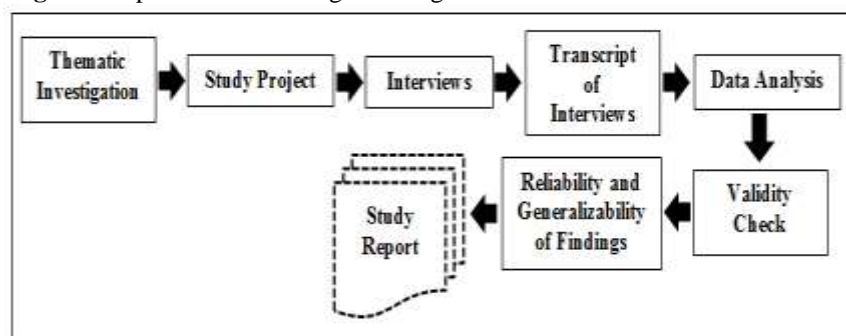 Thematic
Investigation
Study Project
Interviews
Transcript
of
Interviews
Data Analysis
Validity
Check
Reliability and
Generalizability
of Findings
Study
Report